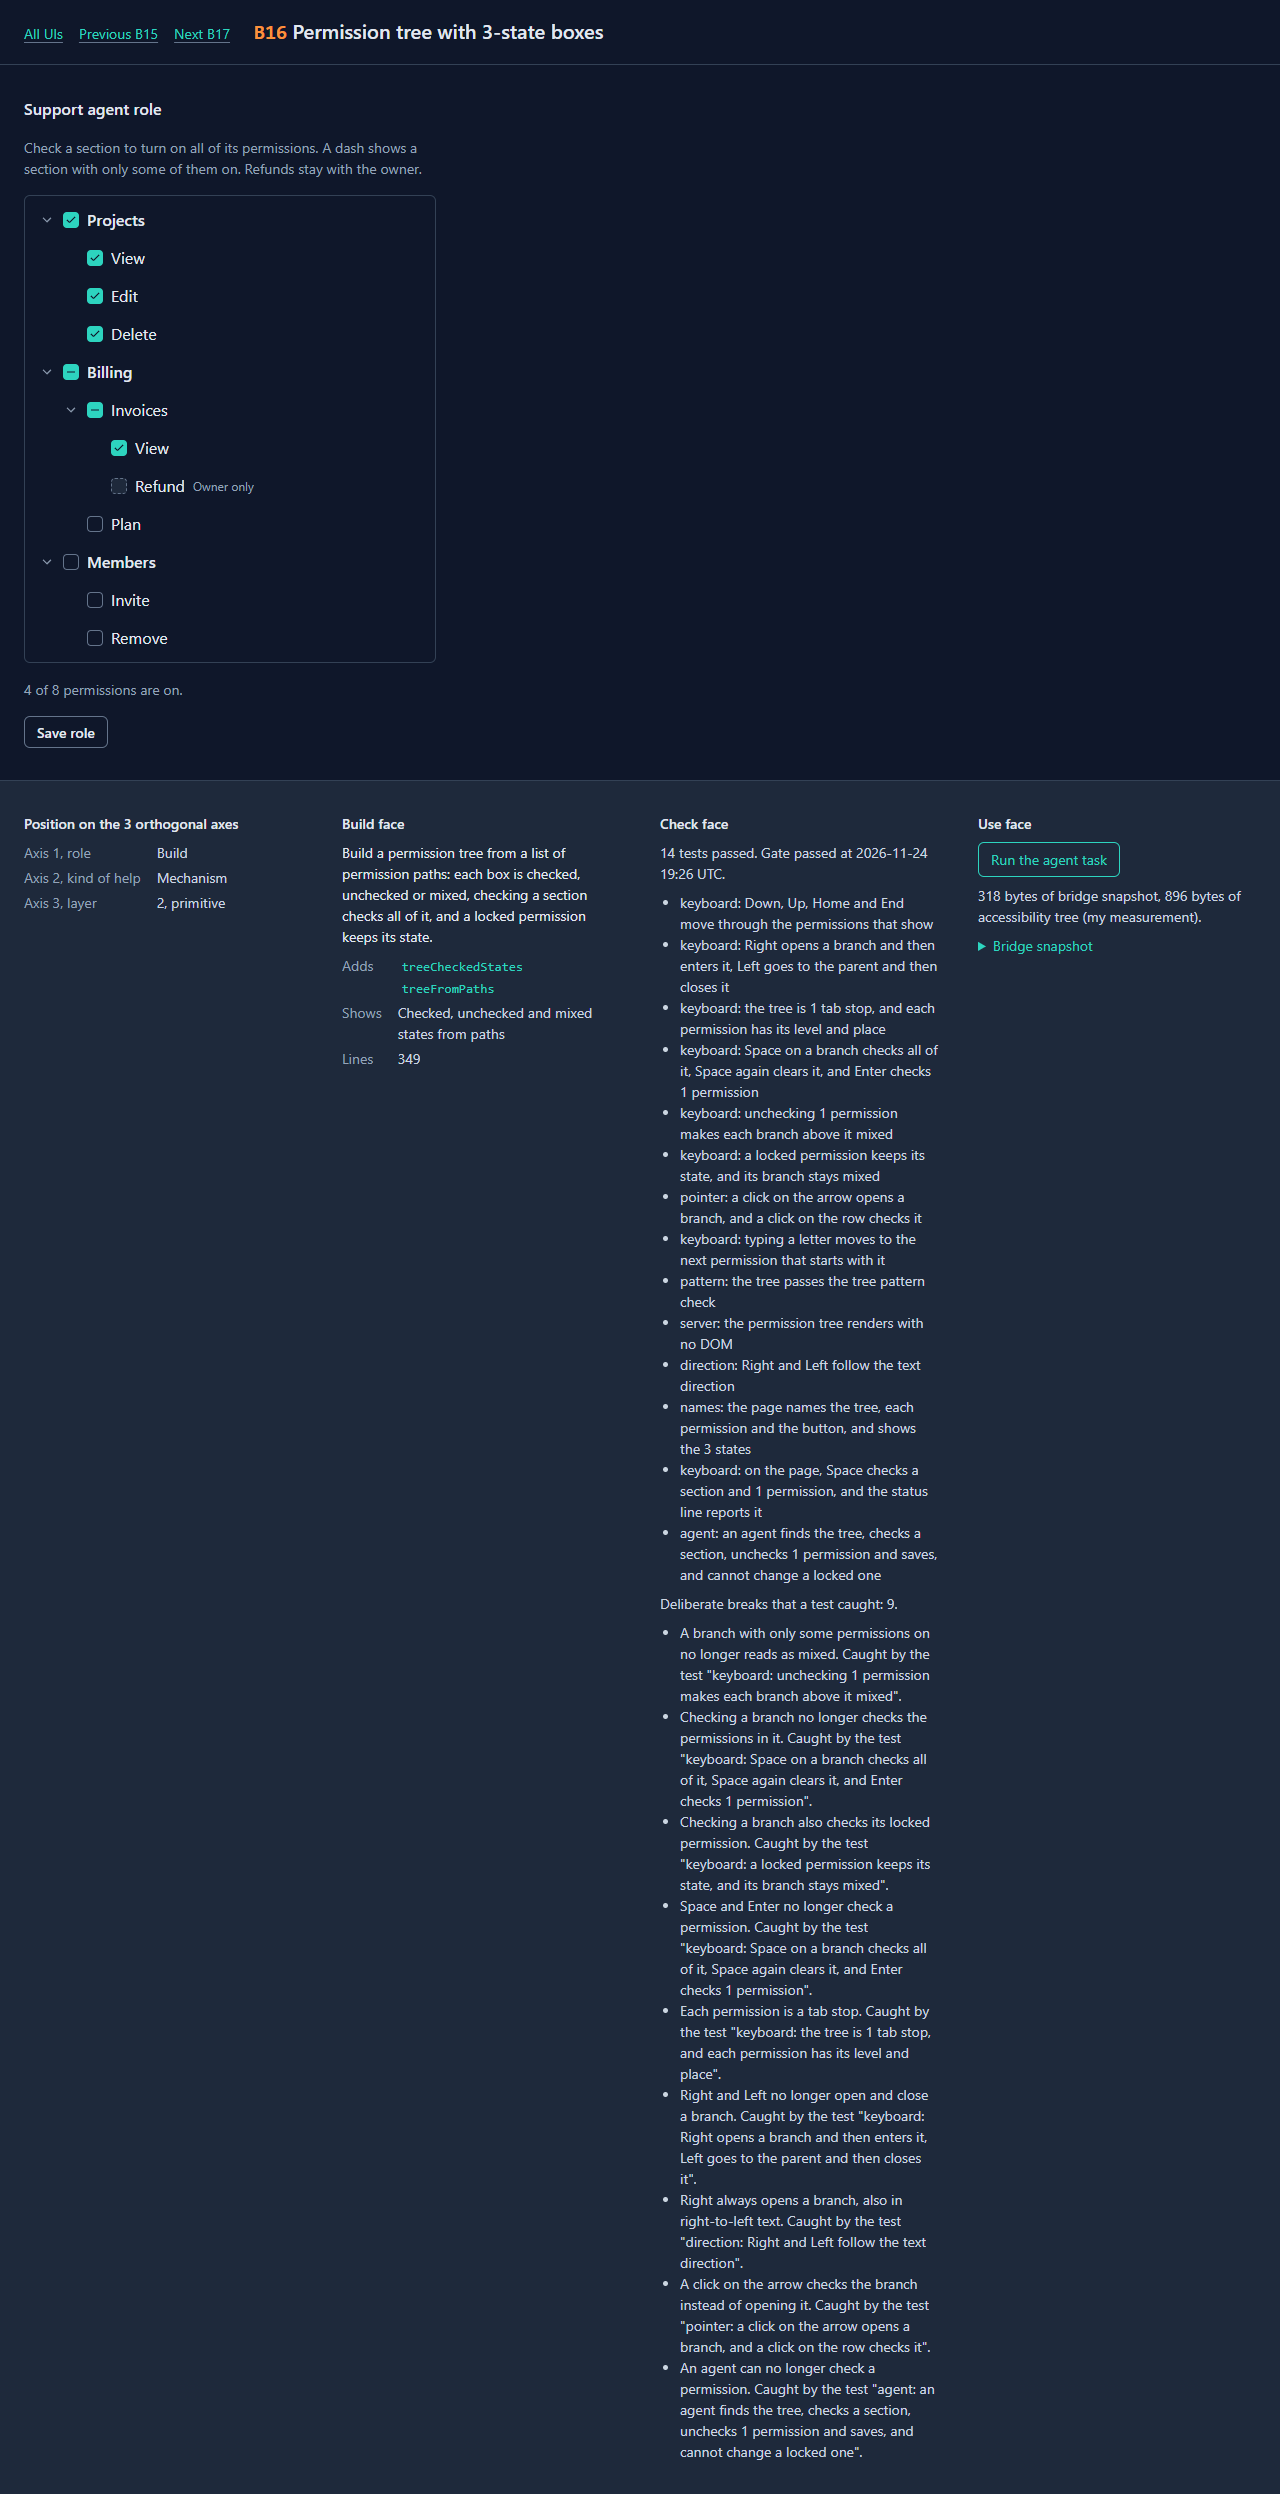 All UIs Previous B15 Next B17 B16 Permission tree with 3-state boxes
Support agent role
Check a section to turn on all of its permissions. A dash shows a
section with only some of them on. Refunds stay with the owner.
Projects
View
Edit
Delete
Billing
Invoices
View
Refund Owner only
Plan
Members
Invite
Remove
4 of 8 permissions are on.
Save role
Position on the 3 orthogonal axes
Axis 1, role Build
Axis 2, kind of help Mechanism
Axis 3, layer 2, primitive
Build face
Build a permission tree from a list of
permission paths: each box is checked,
unchecked or mixed, checking a section
checks all of it, and a locked permission
keeps its state.
Adds treeCheckedStates
treeFromPaths
Shows Checked, unchecked and mixed
states from paths
Lines 349
Check face
14 tests passed. Gate passed at 2026-11-24
19:26 UTC.
• keyboard: Down, Up, Home and End
move through the permissions that show
• keyboard: Right opens a branch and then
enters it, Left goes to the parent and then
closes it
• keyboard: the tree is 1 tab stop, and each
permission has its level and place
• keyboard: Space on a branch checks all of
it, Space again clears it, and Enter checks
1 permission
• keyboard: unchecking 1 permission
makes each branch above it mixed
• keyboard: a locked permission keeps its
state, and its branch stays mixed
• pointer: a click on the arrow opens a
branch, and a click on the row checks it
• keyboard: typing a letter moves to the
next permission that starts with it
• pattern: the tree passes the tree pattern
check
• server: the permission tree renders with
no DOM
• direction: Right and Left follow the text
direction
• names: the page names the tree, each
permission and the button, and shows
the 3 states
• keyboard: on the page, Space checks a
section and 1 permission, and the status
line reports it
• agent: an agent finds the tree, checks a
section, unchecks 1 permission and saves,
and cannot change a locked one
Deliberate breaks that a test caught: 9.
• A branch with only some permissions on
no longer reads as mixed. Caught by the
test "keyboard: unchecking 1 permission
makes each branch above it mixed".
• Checking a branch no longer checks the
permissions in it. Caught by the test
"keyboard: Space on a branch checks all
of it, Space again clears it, and Enter
checks 1 permission".
• Checking a branch also checks its locked
permission. Caught by the test
"keyboard: a locked permission keeps its
state, and its branch stays mixed".
• Space and Enter no longer check a
permission. Caught by the test
"keyboard: Space on a branch checks all
of it, Space again clears it, and Enter
checks 1 permission".
• Each permission is a tab stop. Caught by
the test "keyboard: the tree is 1 tab stop,
and each permission has its level and
place".
• Right and Left no longer open and close
a branch. Caught by the test "keyboard:
Right opens a branch and then enters it,
Left goes to the parent and then closes
it".
• Right always opens a branch, also in
right-to-left text. Caught by the test
"direction: Right and Left follow the text
direction".
• A click on the arrow checks the branch
instead of opening it. Caught by the test
"pointer: a click on the arrow opens a
branch, and a click on the row checks it".
• An agent can no longer check a
permission. Caught by the test "agent: an
agent finds the tree, checks a section,
unchecks 1 permission and saves, and
cannot change a locked one".
Use face
Run the agent task
318 bytes of bridge snapshot, 896 bytes of
accessibility tree (my measurement).
Bridge snapshot